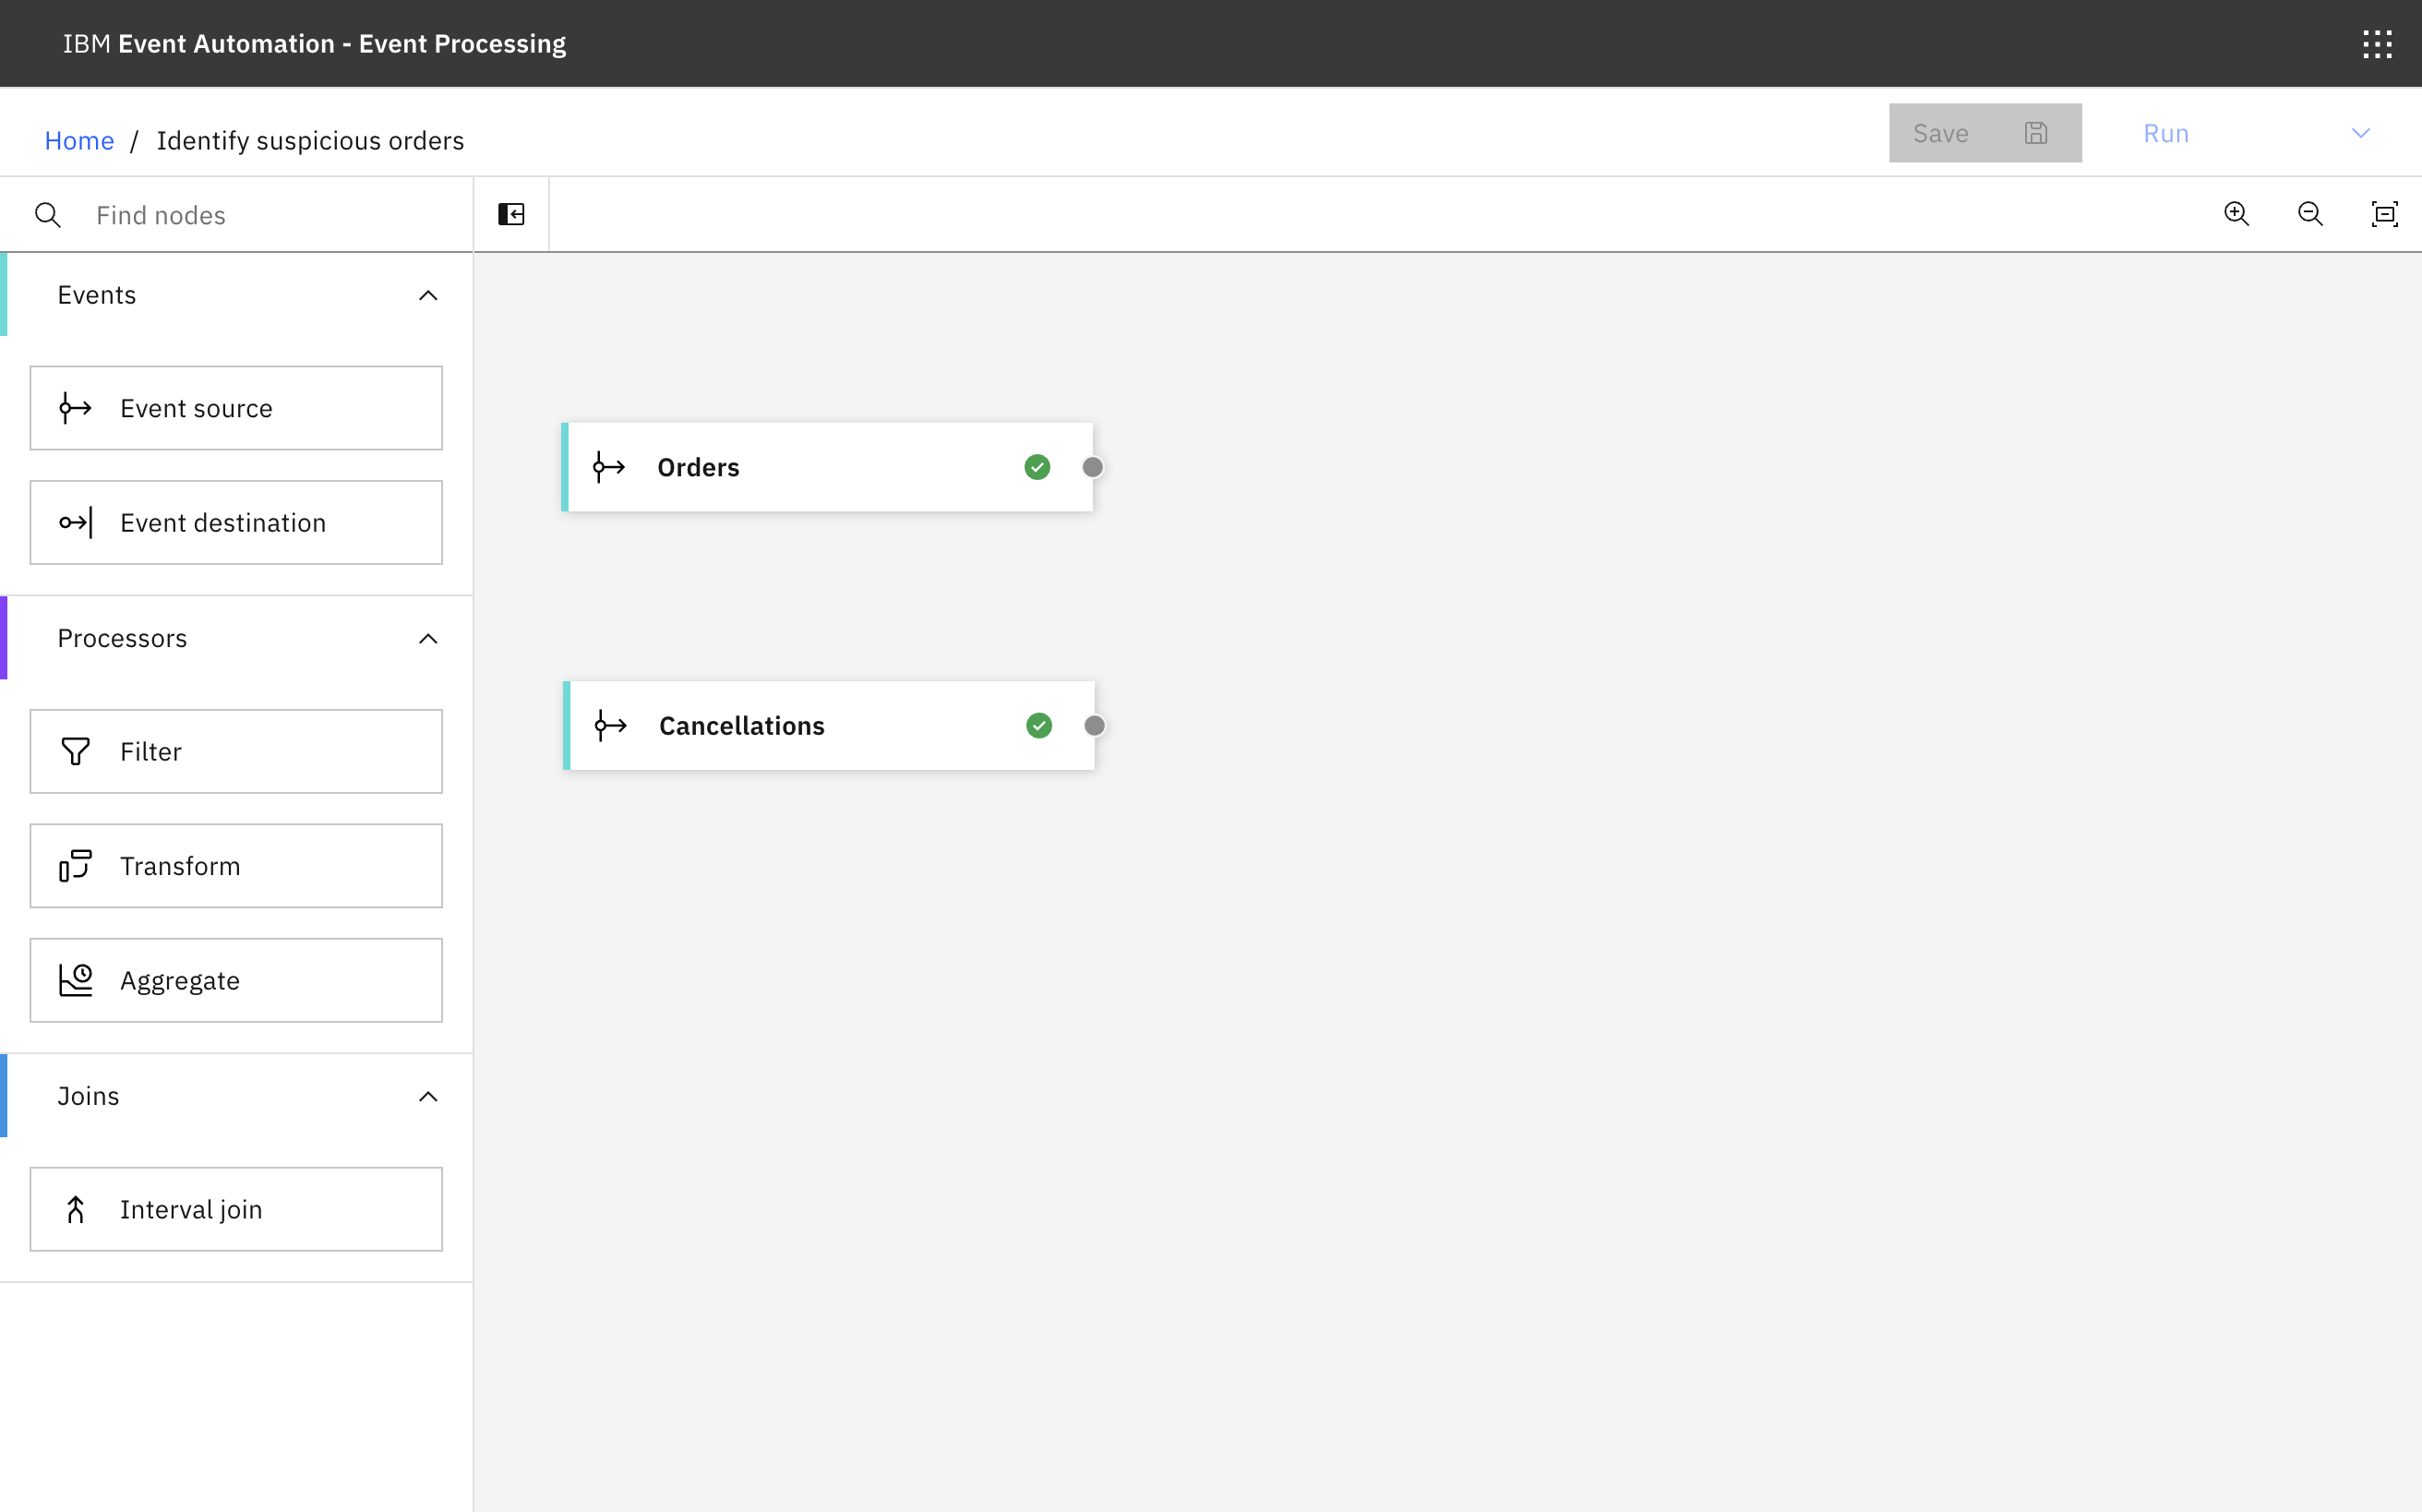 IBM Event Automation - Event Processing
Home / Identify suspicious orders
Save
Run
Find nodes
Events
Event source
Event destination
Processors
Filter
Transform
Aggregate
Joins
Interval join
Orders
Cancellations